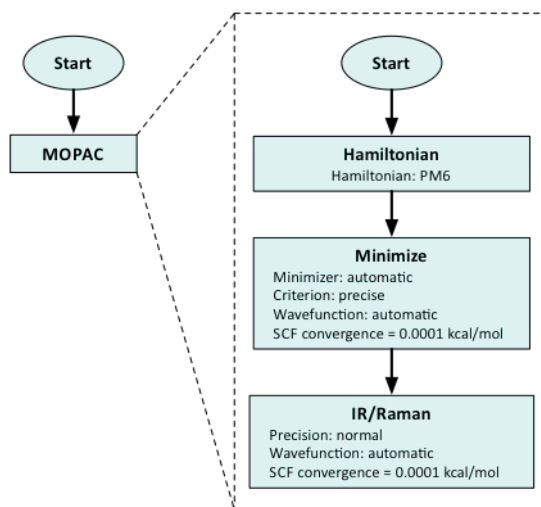 Start
MOPAC
Start
Hamiltonian
Hamiltonian: PM6
Minimize
Minimizer: automatic
Criterion: precise
Wavefunction: automatic
SCF convergence = 0.0001 kcal/mol
IR/Raman
Precision: normal
Wavefunction: automatic
SCF convergence = 0.0001 kcal/mol